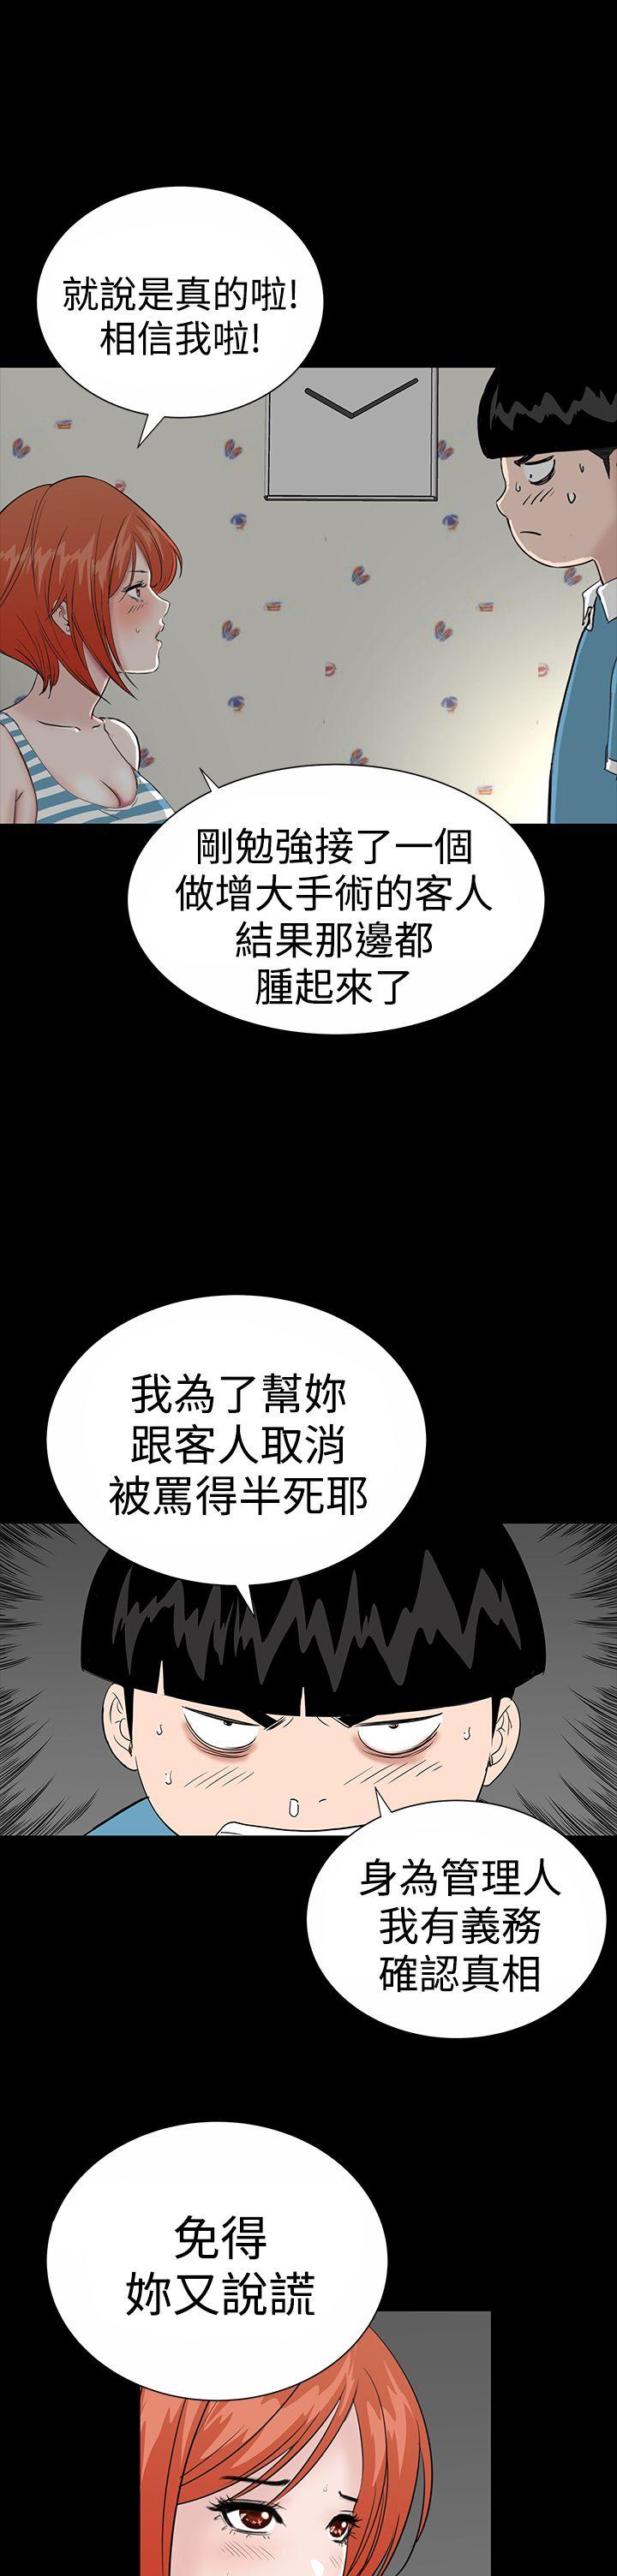 就說是真的啦!
相信我啦!
剛勉強接了一個
做增大手術的客人
結果那邊都
腫起來了
我為了幫妳
跟客人取消
被罵得半死耶
身為管理人
我有義務
確認真相
免得
妳又說謊